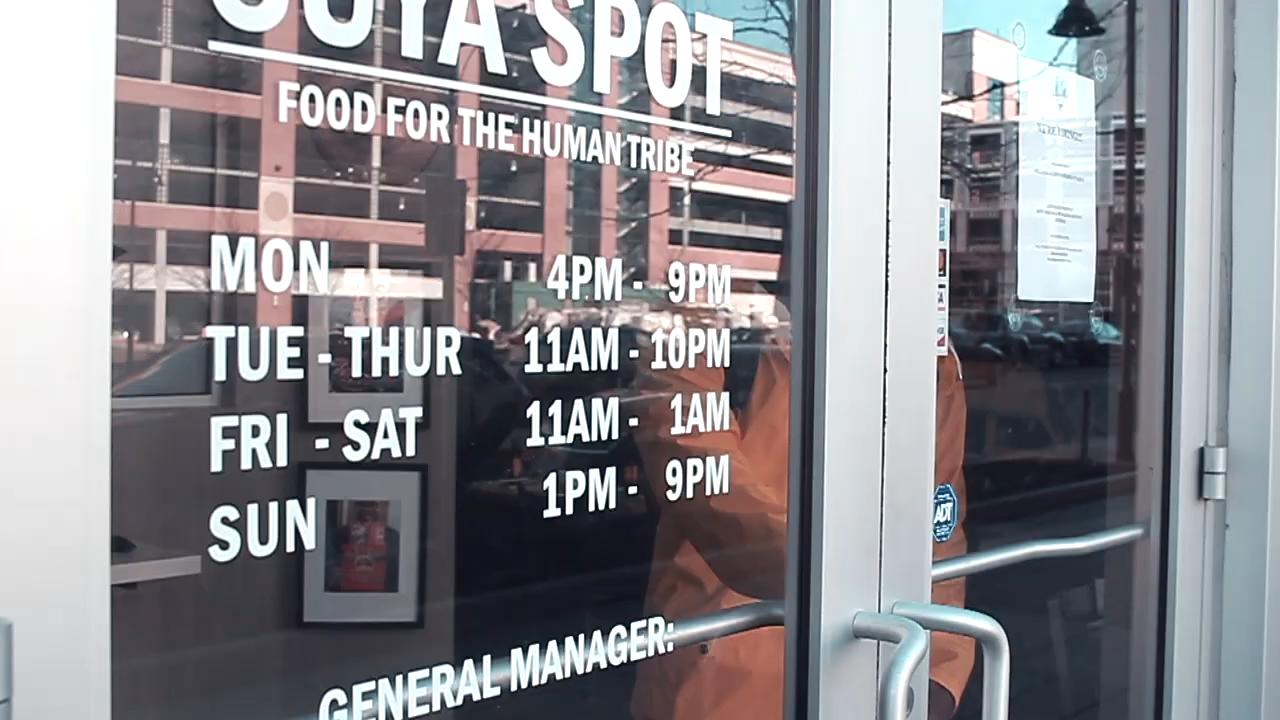 SPOT
FOOD FOR THE HUMAN TRIBE
MON 4PM - 9PM
TUE - THUR 11AM - 10PM
FRI - SAT 11AM - 1AM
SUN 1PM - 9PM
GENERAL MANAGER:
ADT